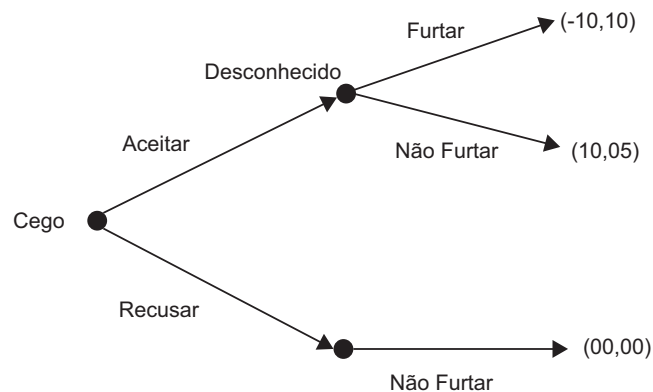 Furtar
(-10,10)
Desconhecido
Aceitar
Não Furtar
(10,05)
Cego
Recusar
(00,00)
Não Furtar